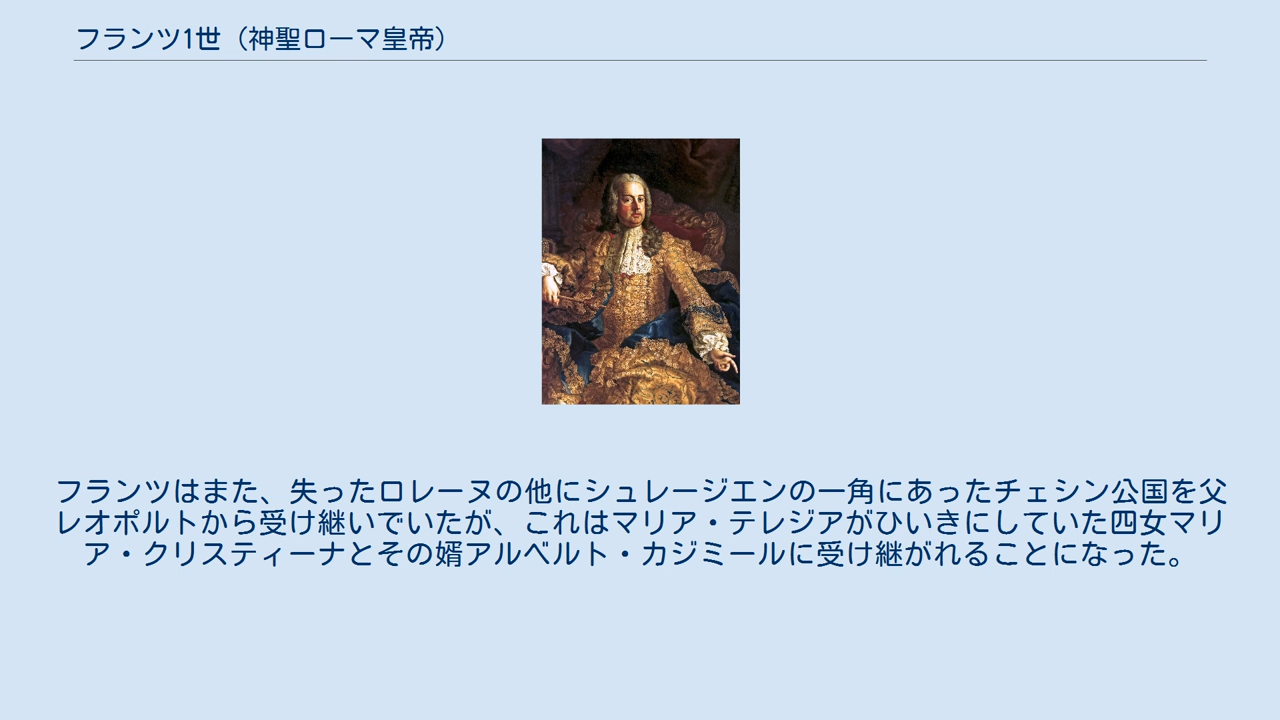 フランツ1世（神聖ローマ皇帝）
フランツはまた、失ったロレーヌの他にシュレージエンの一角にあったチェシン公国を父
レオポルトから受け継いでいたが、これはマリア・テレジアがひいきにしていた四女マリ
ア・クリスティーナとその婿アルベルト・カジミールに受け継がれることになった。